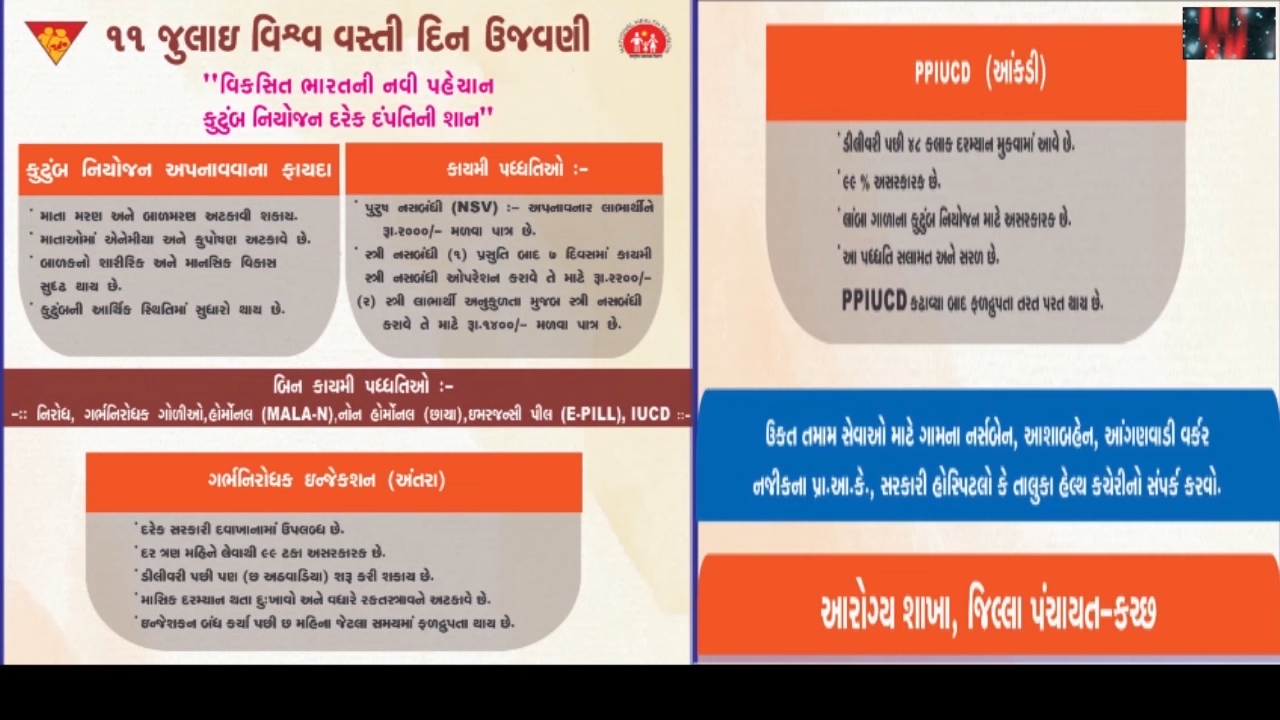 ૧૧ જુલાઇ વિશ્વ વસ્તી દિન ઉજવણી
"વિકસિત ભારતની નવી પહેચાન
કુટુંબ નિયોજન દરેક દંપતિની શાન"
કુટુંબ નિયોજન અપનાવવાના ફાયદા
• માતા મરણ અને બાળમરણ અટકાવી શકાય.
• માતાઓમાં એનેમીયા અને કુપોષણ અટકાવે છે.
• બાળકનો શારીરિક અને માનસિક વિકાસ
સુદઢ થાય છે.
• કુટુંબની આર્થિક સ્થિતિમાં સુધારો થાય છે.
કાયમી પધ્ધતિઓ :-
• પુરુષ નસબંધી (NSV) :- અપનાવનાર લાભાર્થીને
રૂા.૨૦૦૦/- મળવા પાત્ર છે.
• સ્ત્રી નસબંધી (૧) પ્રસુતિ બાદ ૭ દિવસમાં કાયમી
સ્ત્રી નસબંધી ઓપરેશન કરાવે તે માટે રૂા.૨૨૦૦/-
(૨) સ્ત્રી લાભાર્થી અનુકુળતા મુજબ સ્ત્રી નસબંધી
કરાવે તે માટે રૂા.૧૪૦૦/- મળવા પાત્ર છે.
બિન કાયમી પધ્ધતિઓ :-
-:: નિરોધ, ગર્ભનિરોધક ગોળીઓ,હોર્મોનલ (MALA-N),નોન હોર્મોનલ (છાયા),ઇમરજન્સી પીલ (E-PILL), IUCD ::-
ગર્ભનિરોધક ઇન્જેકશન (અંતરા)
• દરેક સરકારી દવાખાનામાં ઉપલબ્ધ છે.
• દર ત્રણ મહિને લેવાથી ૯૯ ટકા અસરકારક છે.
• ડીલીવરી પછી પણ (છ અઠવાડિયા) શરૂ કરી શકાય છે.
• માસિક દરમ્યાન થતા દુઃખાવો અને વધારે રકતસ્ત્રાવને અટકાવે છે.
• ઇન્જેશકન બંધ કર્યા પછી છ મહિના જેટલા સમયમાં ફળદ્રુપતા થાય છે.
PPIUCD (આંકડી)
• ડીલીવરી પછી ૪૮ કલાક દરમ્યાન મુકવામાં આવે છે.
• ૯૯ % અસરકારક છે.
• લાંબા ગાળાના કુટુંબ નિયોજન માટે અસરકારક છે.
• આ પધ્ધતિ સલામત અને સરળ છે.
PPIUCD કઢાવ્યા બાદ ફળદ્રુપતા તરત પરત થાય છે.
ઉકત તમામ સેવાઓ માટે ગામના નર્સબેન, આશાબહેન, આંગણવાડી વર્કર
નજીકના પ્રા.આ.કે., સરકારી હોસ્પિટલો કે તાલુકા હેલ્થ કચેરીનો સંપર્ક કરવો.
આરોગ્ય શાખા, જિલ્લા પંચાયત-કચ્છ